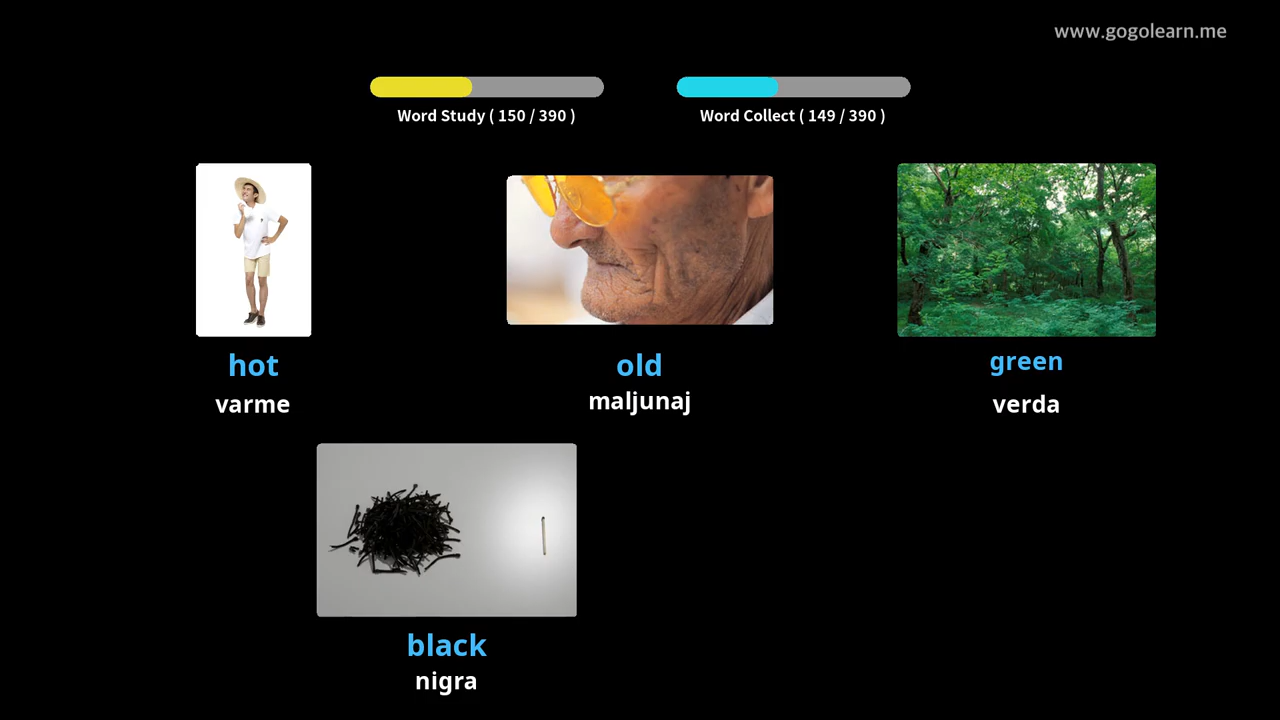 www.gogolearn.me
Word Study ( 150 / 390 )
Word Collect ( 149 / 390 )
hot
varme
old
maljunaj
green
verda
black
nigra